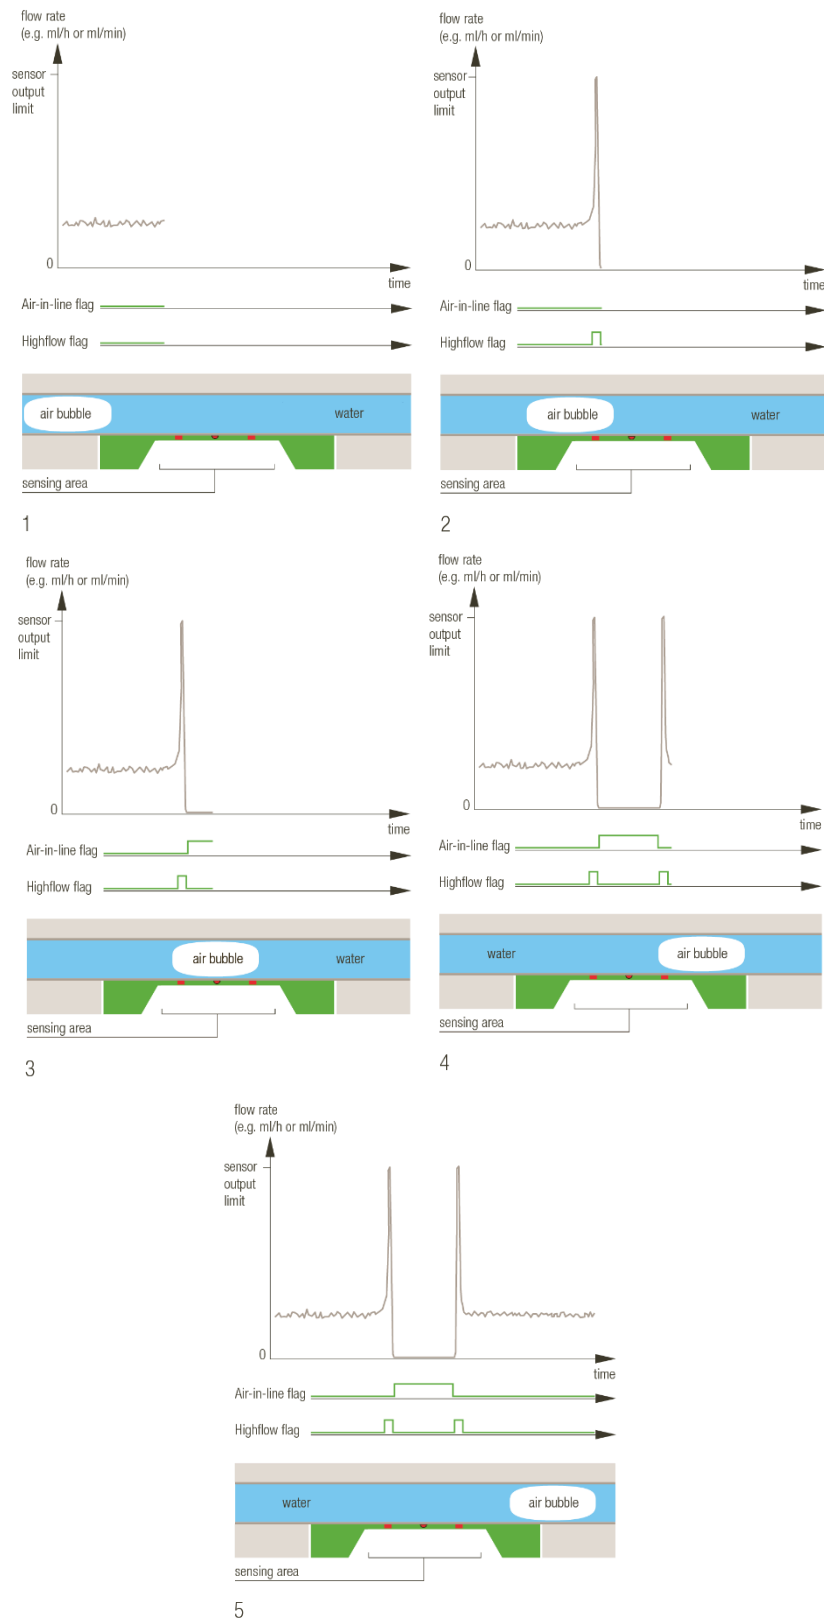 flow rate
(e.g. ml/h or ml/min)
sensor
output
limit
0
time
Air-in-line flag
Highflow flag
air bubble
water
sensing area
1
flow rate
(e.g. ml/h or ml/min)
sensor
output
limit
0
time
Air-in-line flag
Highflow flag
air bubble
water
sensing area
2
flow rate
(e.g. ml/h or ml/min)
sensor
output
limit
0
time
Air-in-line flag
Highflow flag
air bubble
water
sensing area
3
flow rate
(e.g. ml/h or ml/min)
sensor
output
limit
0
time
Air-in-line flag
Highflow flag
water
air bubble
sensing area
4
flow rate
(e.g. ml/h or ml/min)
sensor
output
limit
0
time
Air-in-line flag
Highflow flag
water
air bubble
sensing area
5